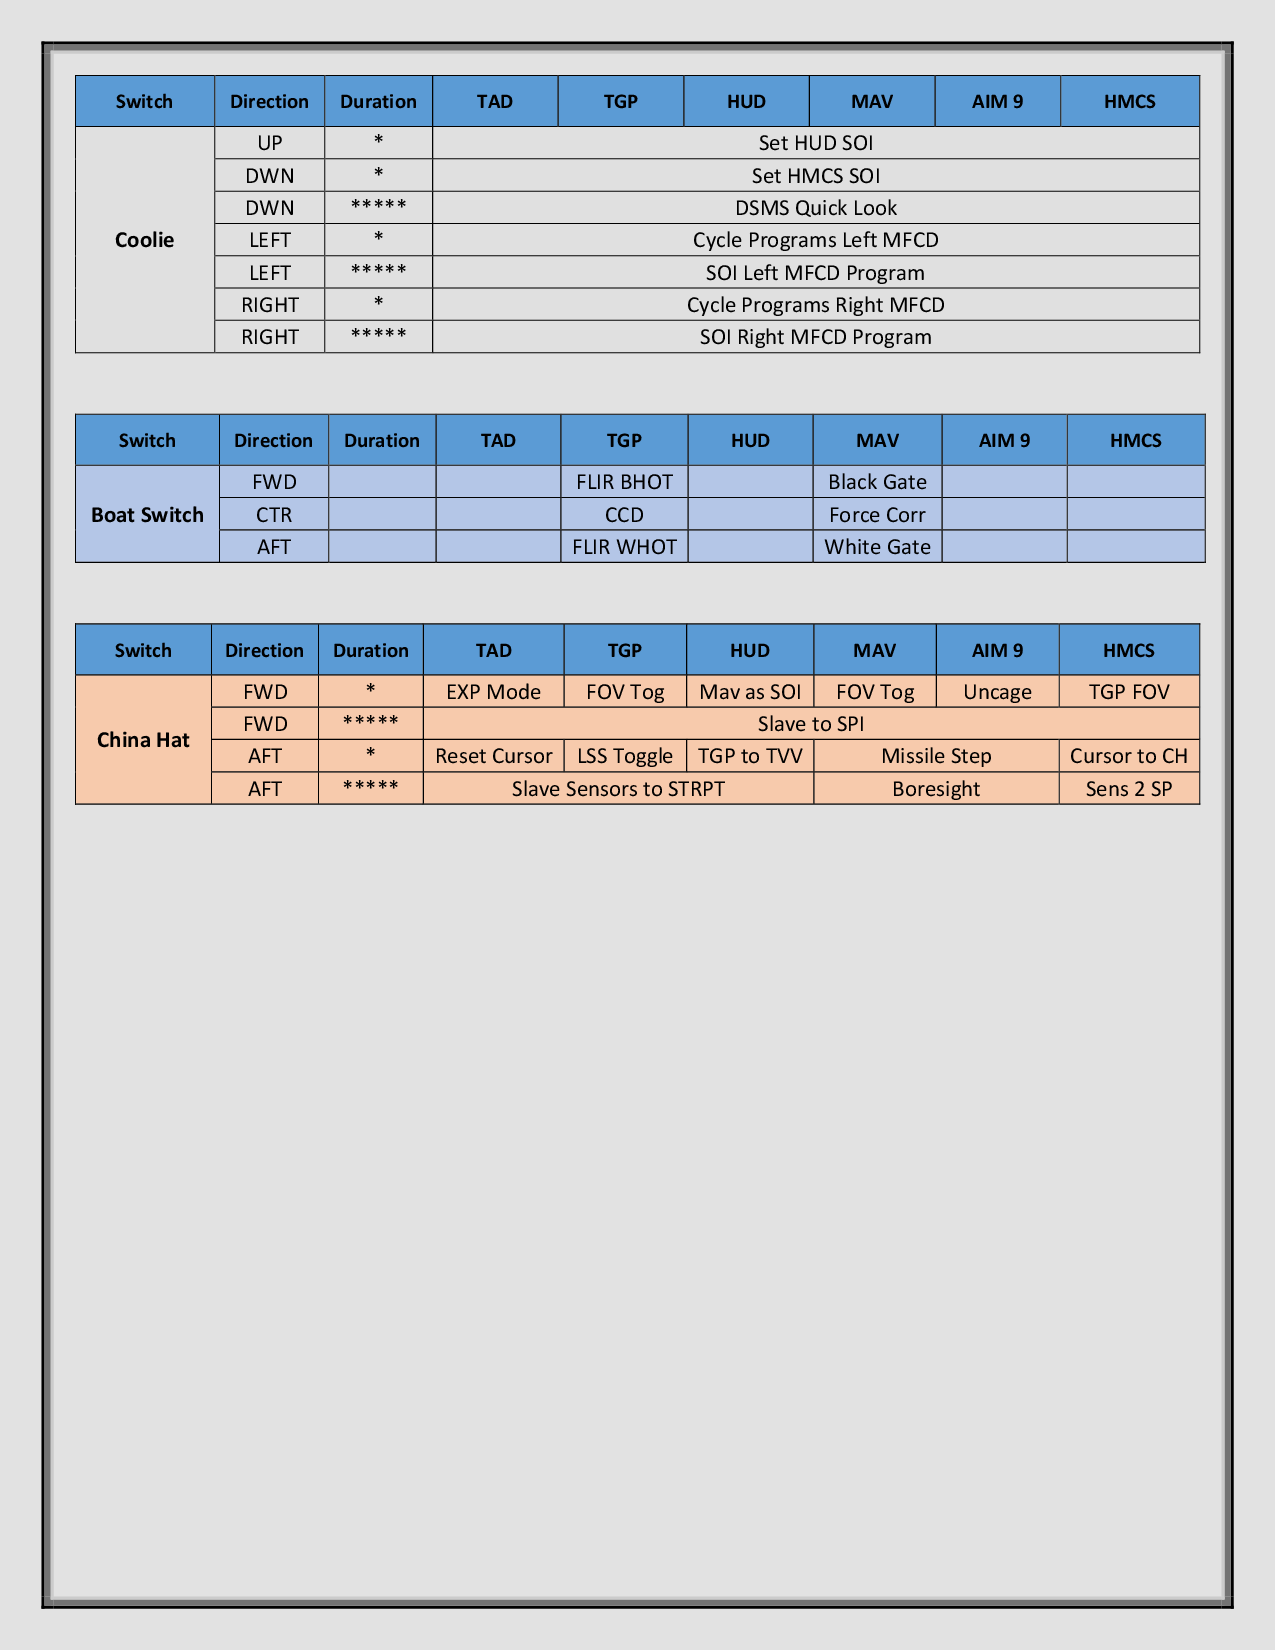 Switch Direction Duration TAD TGP HUD MAV AIM 9 HMCS
UP * Set HUD SOI
DWN * Set HMCS SOI
DWN ***** DSMS Quick Look
Coolie LEFT * Cycle Programs Left MFCD
LEFT ***** SOI Left MFCD Program
RIGHT * Cycle Programs Right MFCD
RIGHT ***** SOI Right MFCD Program
Switch Direction Duration TAD TGP HUD MAV AIM 9 HMCS
FWD FLIR BHOT Black Gate
Boat Switch CTR CCD Force Corr
AFT FLIR WHOT White Gate
Switch Direction Duration TAD TGP HUD MAV AIM 9 HMCS
FWD * EXP Mode FOV Tog Mav as SOI FOV Tog Uncage TGP FOV
FWD ***** Slave to SPI
China Hat
AFT * Reset Cursor LSS Toggle TGP to TVV Missile Step Cursor to CH
AFT ***** Slave Sensors to STRPT Boresight Sens 2 SP